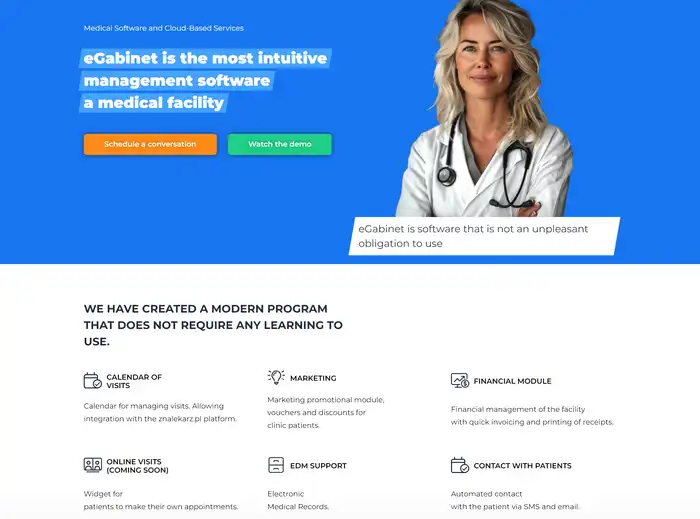 Medical Software and Cloud-Based Services
eGabinet is the most intuitive
management software
a medical facility
Schedule a conversation
Watch the demo
eGabinet is software that is not an unpleasant
obligation to use
WE HAVE CREATED A MODERN PROGRAM
THAT DOES NOT REQUIRE ANY LEARNING TO
USE.
CALENDAR OF
VISITS
Calendar for managing visits. Allowing
integration with the znalekarz.pl platform.
MARKETING
Marketing promotional module,
vouchers and discounts for
clinic patients.
FINANCIAL MODULE
Financial management of the facility
with quick invoicing and printing of receipts.
ONLINE VISITS
(COMING SOON)
Widget for
patients to make their own appointments.
EDM SUPPORT
Electronic
Medical Records.
CONTACT WITH PATIENTS
Automated contact
with the patient via SMS and email.